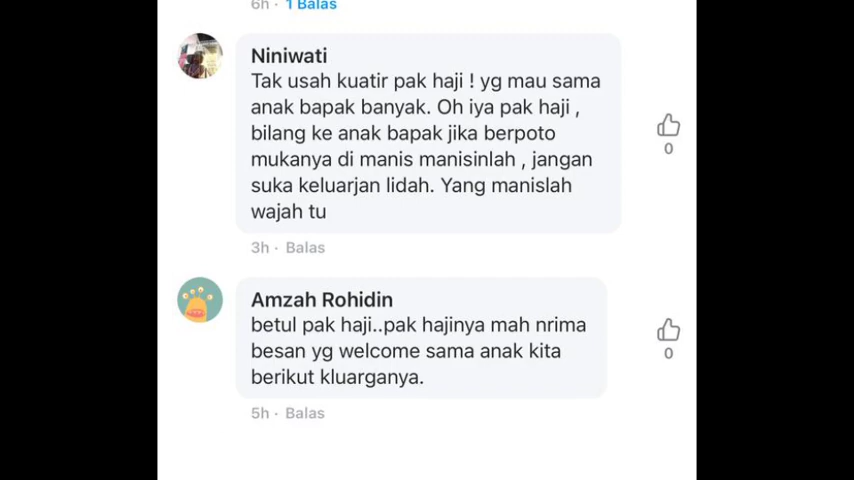 6h · 1 Balas
Niniwati
Tak usah kuatir pak haji ! yg mau sama
anak bapak banyak. Oh iya pak haji ,
bilang ke anak bapak jika berpoto
mukanya di manis manisinlah , jangan
suka keluarjan lidah. Yang manislah
wajah tu
0
3h · Balas
Amzah Rohidin
betul pak haji..pak hajinya mah nrima
besan yg welcome sama anak kita
berikut kluarganya.
0
5h · Balas